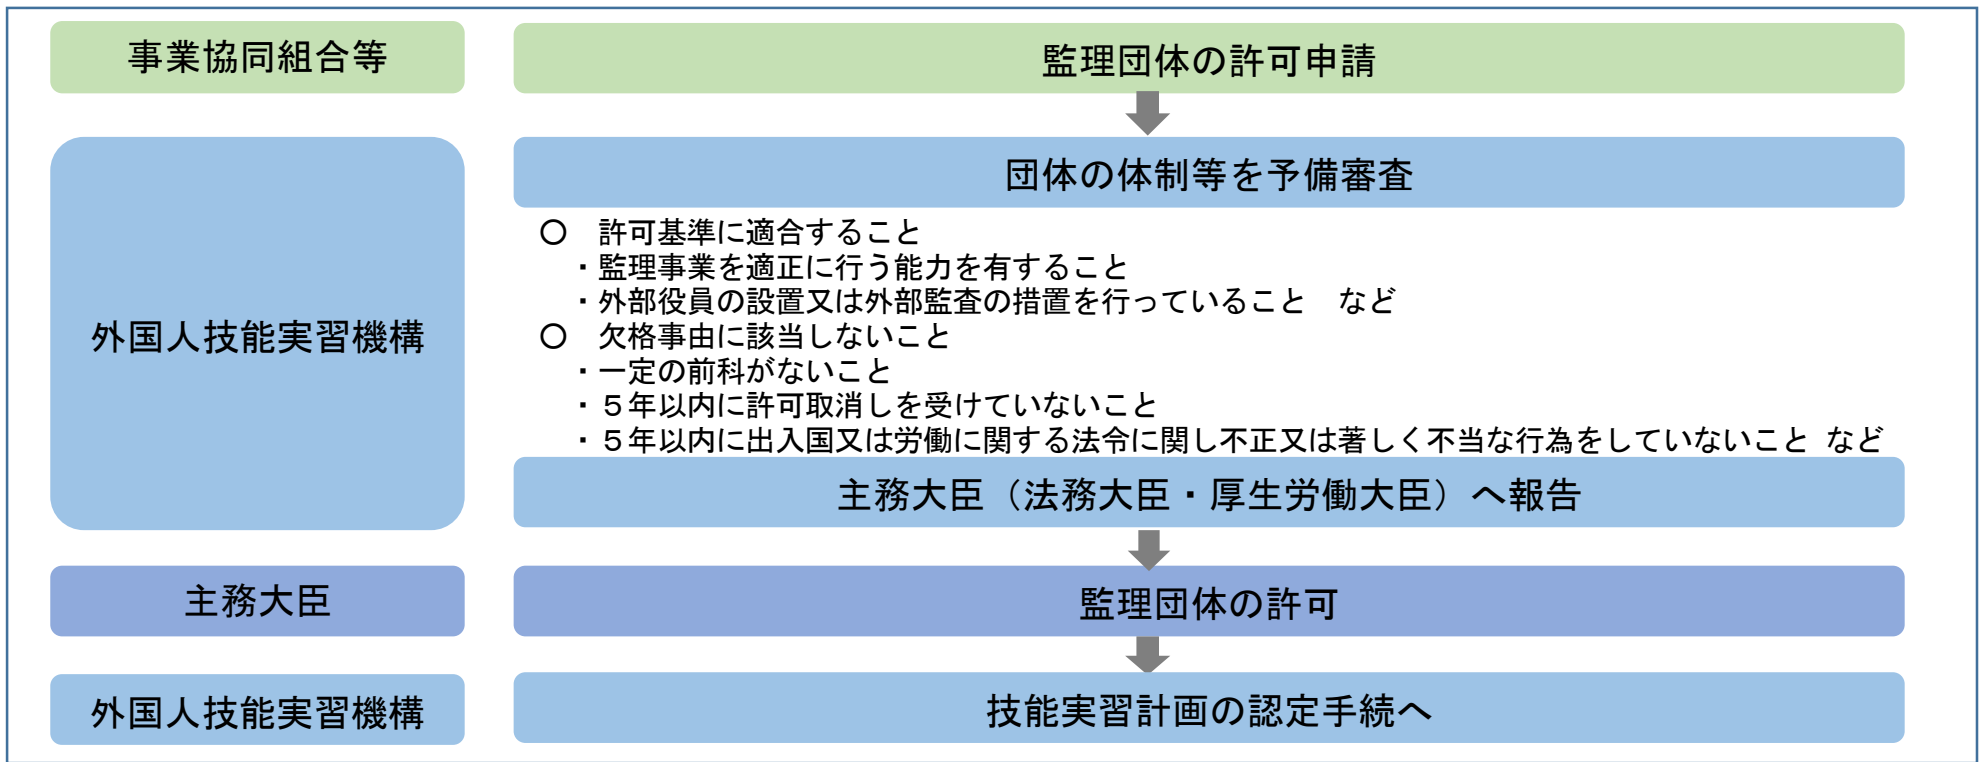 事業協同組合等
監理団体の許可申請
外国人技能実習機構
団体の体制等を予備審査
〇　許可基準に適合すること
・監理事業を適正に行う能力を有すること
・外部役員の設置又は外部監査の措置を行っていること　など
〇　欠格事由に該当しないこと
・一定の前科がないこと
・５年以内に許可取消しを受けていないこと
・５年以内に出入国又は労働に関する法令に関し不正又は著しく不当な行為をしていないこと など
主務大臣（法務大臣・厚生労働大臣）へ報告
主務大臣
監理団体の許可
外国人技能実習機構
技能実習計画の認定手続へ